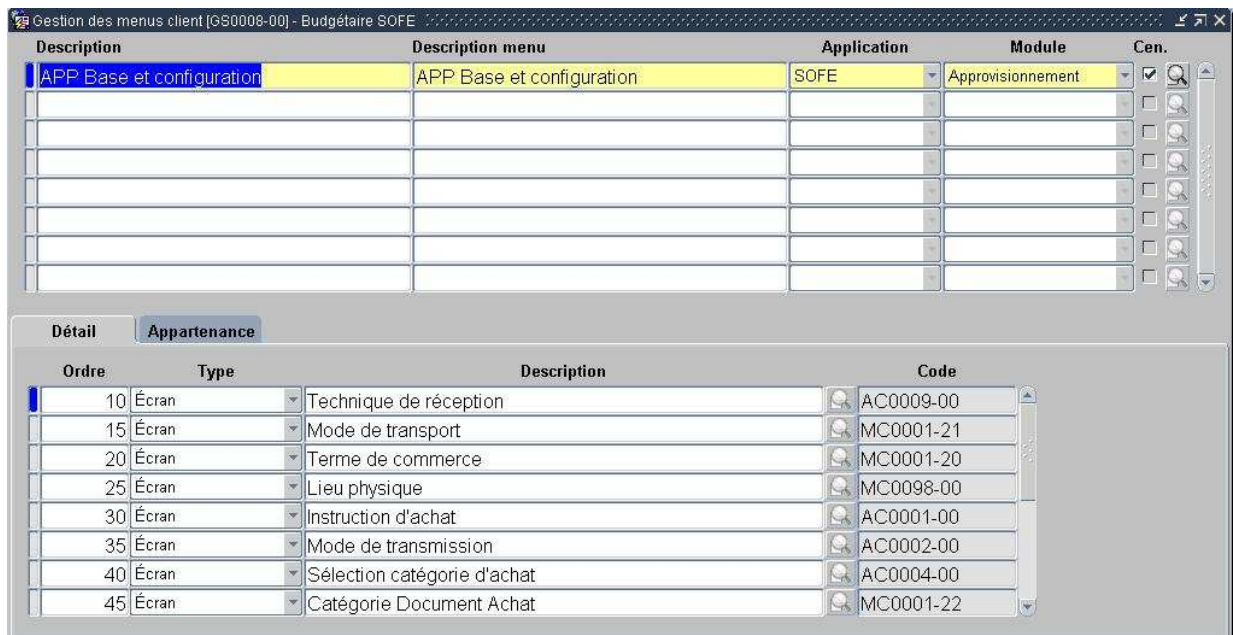 Gestion des menus client [GS0008-00] - Budgétaire SOFE
Description Description menu Application Module Cen.
APP Base et configuration APP Base et configuration SOFE Approvisionnement
Détail Appartenance
Ordre Type Description Code
10 Écran Technique de réception AC0009-00
15 Écran Mode de transport MC0001-21
20 Écran Terme de commerce MC0001-20
25 Écran Lieu physique MC0098-00
30 Écran Instruction d'achat AC0001-00
35 Écran Mode de transmission AC0002-00
40 Écran Sélection catégorie d'achat AC0004-00
45 Écran Catégorie Document Achat MC0001-22